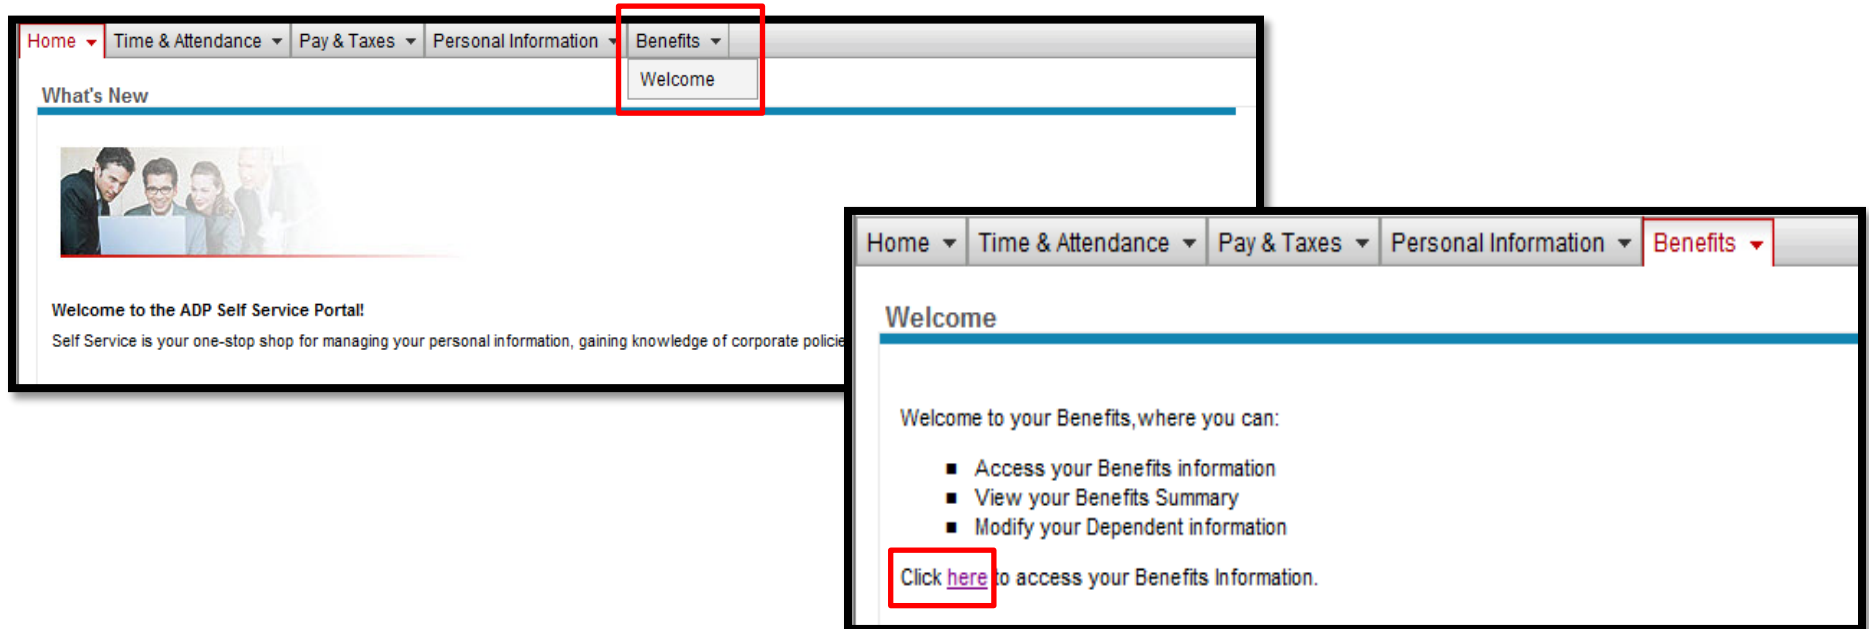 Home Time & Attendance Pay & Taxes Personal Information Benefits
Welcome
What's New
Welcome to the ADP Self Service Portal!
Self Service is your one-stop shop for managing your personal information, gaining knowledge of corporate policie
Home Time & Attendance Pay & Taxes Personal Information Benefits
Welcome
Welcome to your Benefits, where you can:
■ Access your Benefits information
■ View your Benefits Summary
■ Modify your Dependent information
Click here to access your Benefits Information.